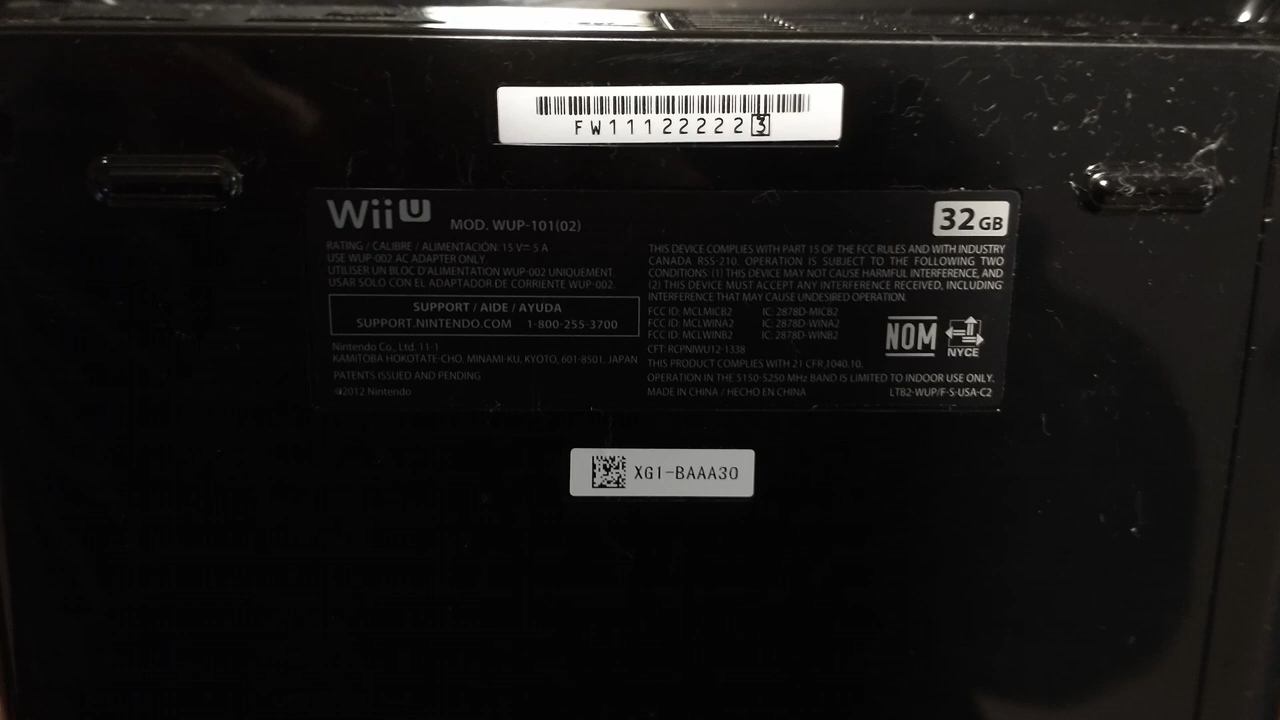 FW111222223
Wii U MOD. WUP-101(02)
32 GB
RATING / CALIBRE / ALIMENTACIÓN: 15 V⎓ 5 A
USE WUP-002 AC ADAPTER ONLY.
UTILISER UN BLOC D'ALIMENTATION WUP-002 UNIQUEMENT
USAR SOLO CON EL ADAPTADOR DE CORRIENTE WUP-002.
SUPPORT / AIDE / AYUDA
SUPPORT.NINTENDO.COM 1-800-255-3700
Nintendo Co., Ltd. 11-1
KAMITOBA HOKOTATE-CHO, MINAMI-KU, KYOTO, 601-8501, JAPAN
PATENTS ISSUED AND PENDING
©2012 Nintendo
THIS DEVICE COMPLIES WITH PART 15 OF THE FCC RULES AND WITH INDUSTRY
CANADA RSS-210. OPERATION IS SUBJECT TO THE FOLLOWING TWO
CONDITIONS: (1) THIS DEVICE MAY NOT CAUSE HARMFUL INTERFERENCE, AND
(2) THIS DEVICE MUST ACCEPT ANY INTERFERENCE RECEIVED, INCLUDING
INTERFERENCE THAT MAY CAUSE UNDESIRED OPERATION.
FCC ID: MCLMICB2 IC: 2878D-MICB2
FCC ID: MCLWINA2 IC: 2878D-WINA2
FCC ID: MCLWINB2 IC: 2878D-WINB2
CFT: RCPNIWU12-1338
NOM
NYCE
THIS PRODUCT COMPLIES WITH 21 CFR,1040.10.
OPERATION IN THE 5150-5250 MHz BAND IS LIMITED TO INDOOR USE ONLY.
MADE IN CHINA / HECHO EN CHINA LT82-WUP/F-S-USA-C2
XGI-BAAA30